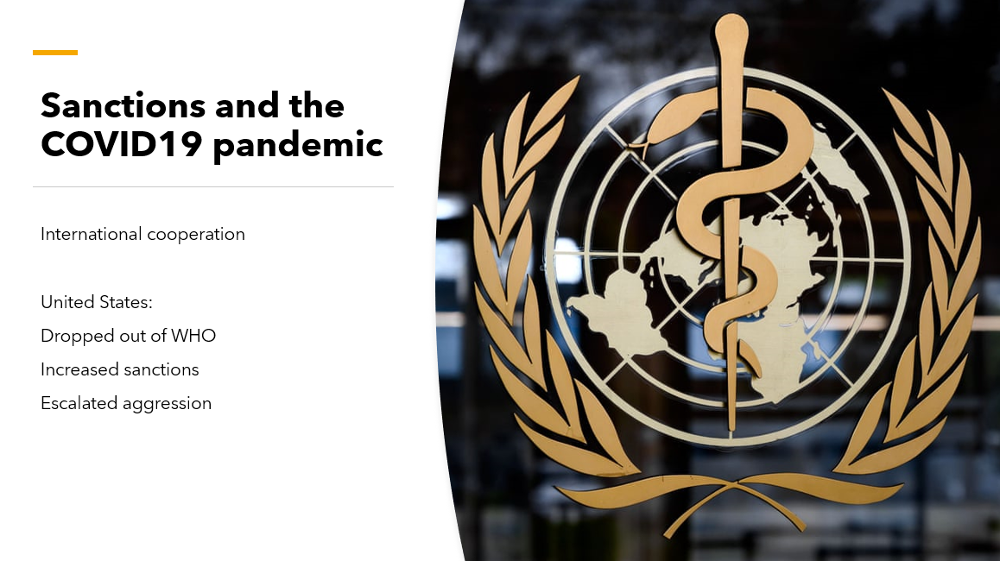 Sanctions and the
COVID19 pandemic
International cooperation
United States:
Dropped out of WHO
Increased sanctions
Escalated aggression